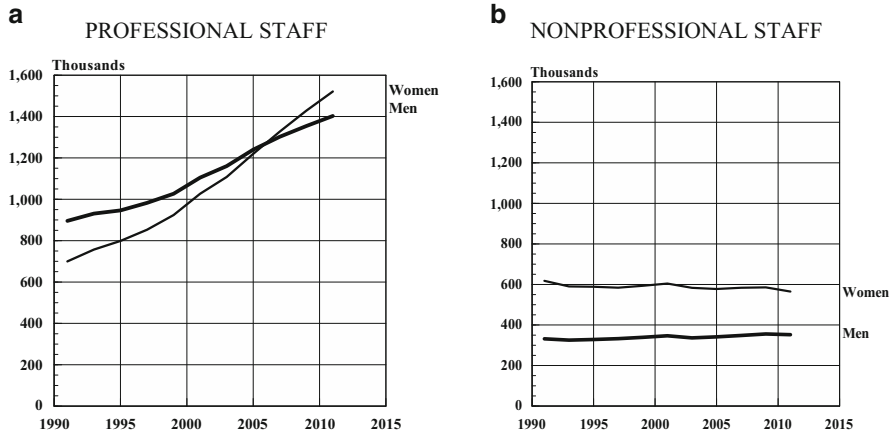 a
PROFESSIONAL STAFF
Thousands
1,600
1,400
1,200
1,000
800
600
400
200
0
1990 1995 2000 2005 2010 2015
Women
Men
b
NONPROFESSIONAL STAFF
Thousands
1,600
1,400
1,200
1,000
800
600
400
200
0
1990 1995 2000 2005 2010 2015
Women
Men